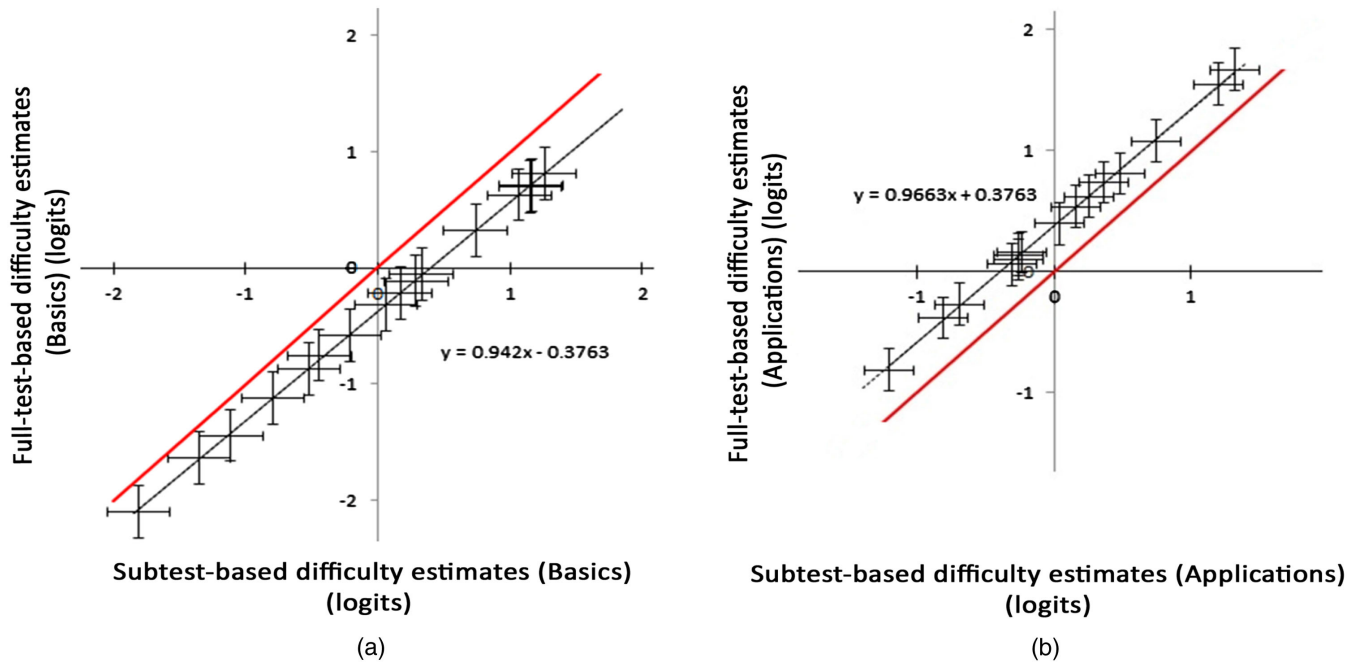 Full-test-based difficulty estimates
(Basics) (logits)
2
1
0
-2
-1
0
1
2
y = 0.942x - 0.3763
-1
-2
Subtest-based difficulty estimates (Basics)
(logits)
(a)
Full-test-based difficulty estimates
(Applications) (logits)
2
1
y = 0.9663x + 0.3763
0
-1
0
1
-1
Subtest-based difficulty estimates (Applications)
(logits)
(b)